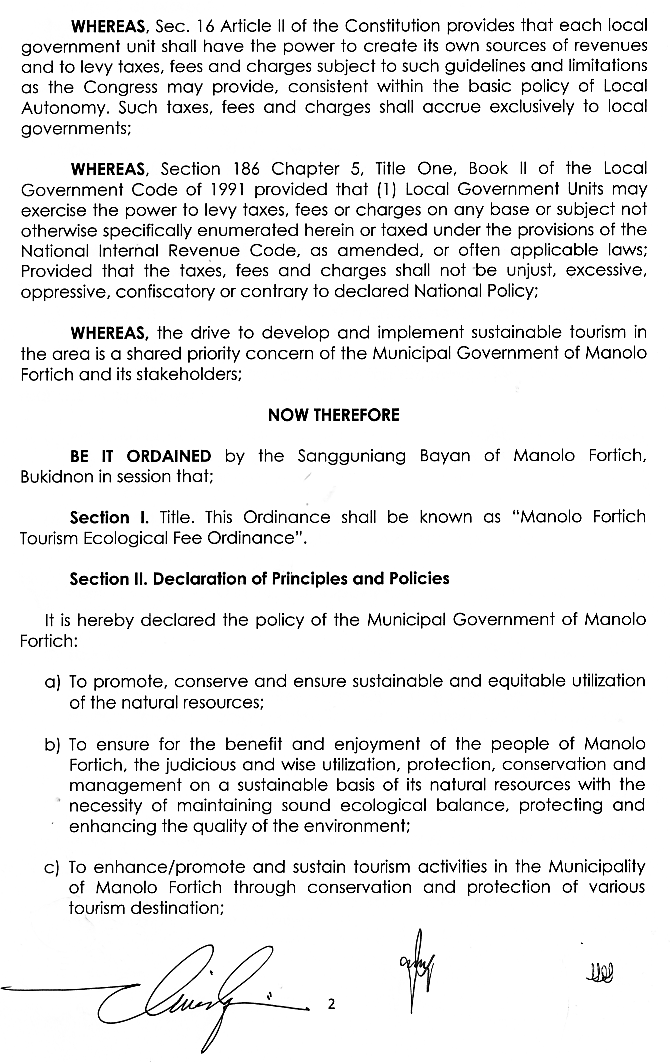 WHEREAS, Sec. 16 Article II of the Constitution provides that each local
government unit shall have the power to create its own sources of revenues
and to levy taxes, fees and charges subject to such guidelines and limitations
as the Congress may provide, consistent within the basic policy of Local
Autonomy. Such taxes, fees and charges shall accrue exclusively to local
governments;
WHEREAS, Section 186 Chapter 5, Title One, Book II of the Local
Government Code of 1991 provided that (1) Local Government Units may
exercise the power to levy taxes, fees or charges on any base or subject not
otherwise specifically enumerated herein or taxed under the provisions of the
National Internal Revenue Code, as amended, or often applicable laws;
Provided that the taxes, fees and charges shall not be unjust, excessive,
oppressive, confiscatory or contrary to declared National Policy;
WHEREAS, the drive to develop and implement sustainable tourism in
the area is a shared priority concern of the Municipal Government of Manolo
Fortich and its stakeholders;
NOW THEREFORE
BE IT ORDAINED by the Sangguniang Bayan of Manolo Fortich,
Bukidnon in session that;
Section I. Title. This Ordinance shall be known as “Manolo Fortich
Tourism Ecological Fee Ordinance”.
Section II. Declaration of Principles and Policies
It is hereby declared the policy of the Municipal Government of Manolo
Fortich:
a) To promote, conserve and ensure sustainable and equitable utilization
of the natural resources;
b) To ensure for the benefit and enjoyment of the people of Manolo
Fortich, the judicious and wise utilization, protection, conservation and
management on a sustainable basis of its natural resources with the
necessity of maintaining sound ecological balance, protecting and
enhancing the quality of the environment;
c) To enhance/promote and sustain tourism activities in the Municipality
of Manolo Fortich through conservation and protection of various
tourism destination;
2